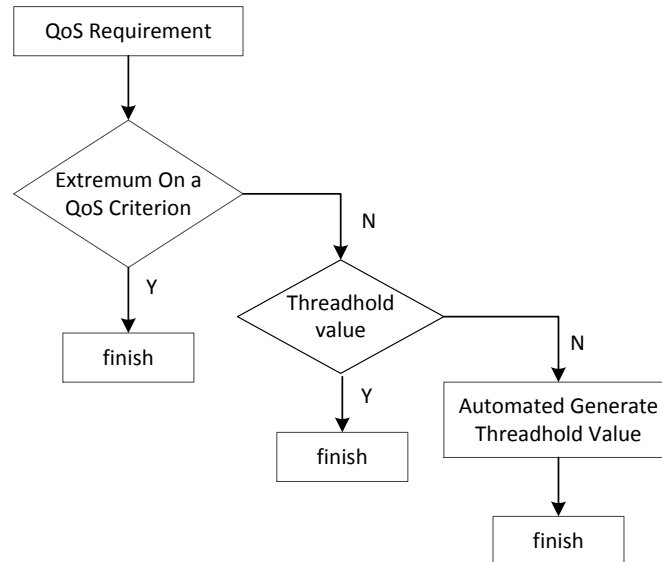 QoS Requirement
Extremum On a
QoS Criterion
N
Y
Threadhold
value
finish
N
Y
Automated Generate
Threadhold Value
finish
finish